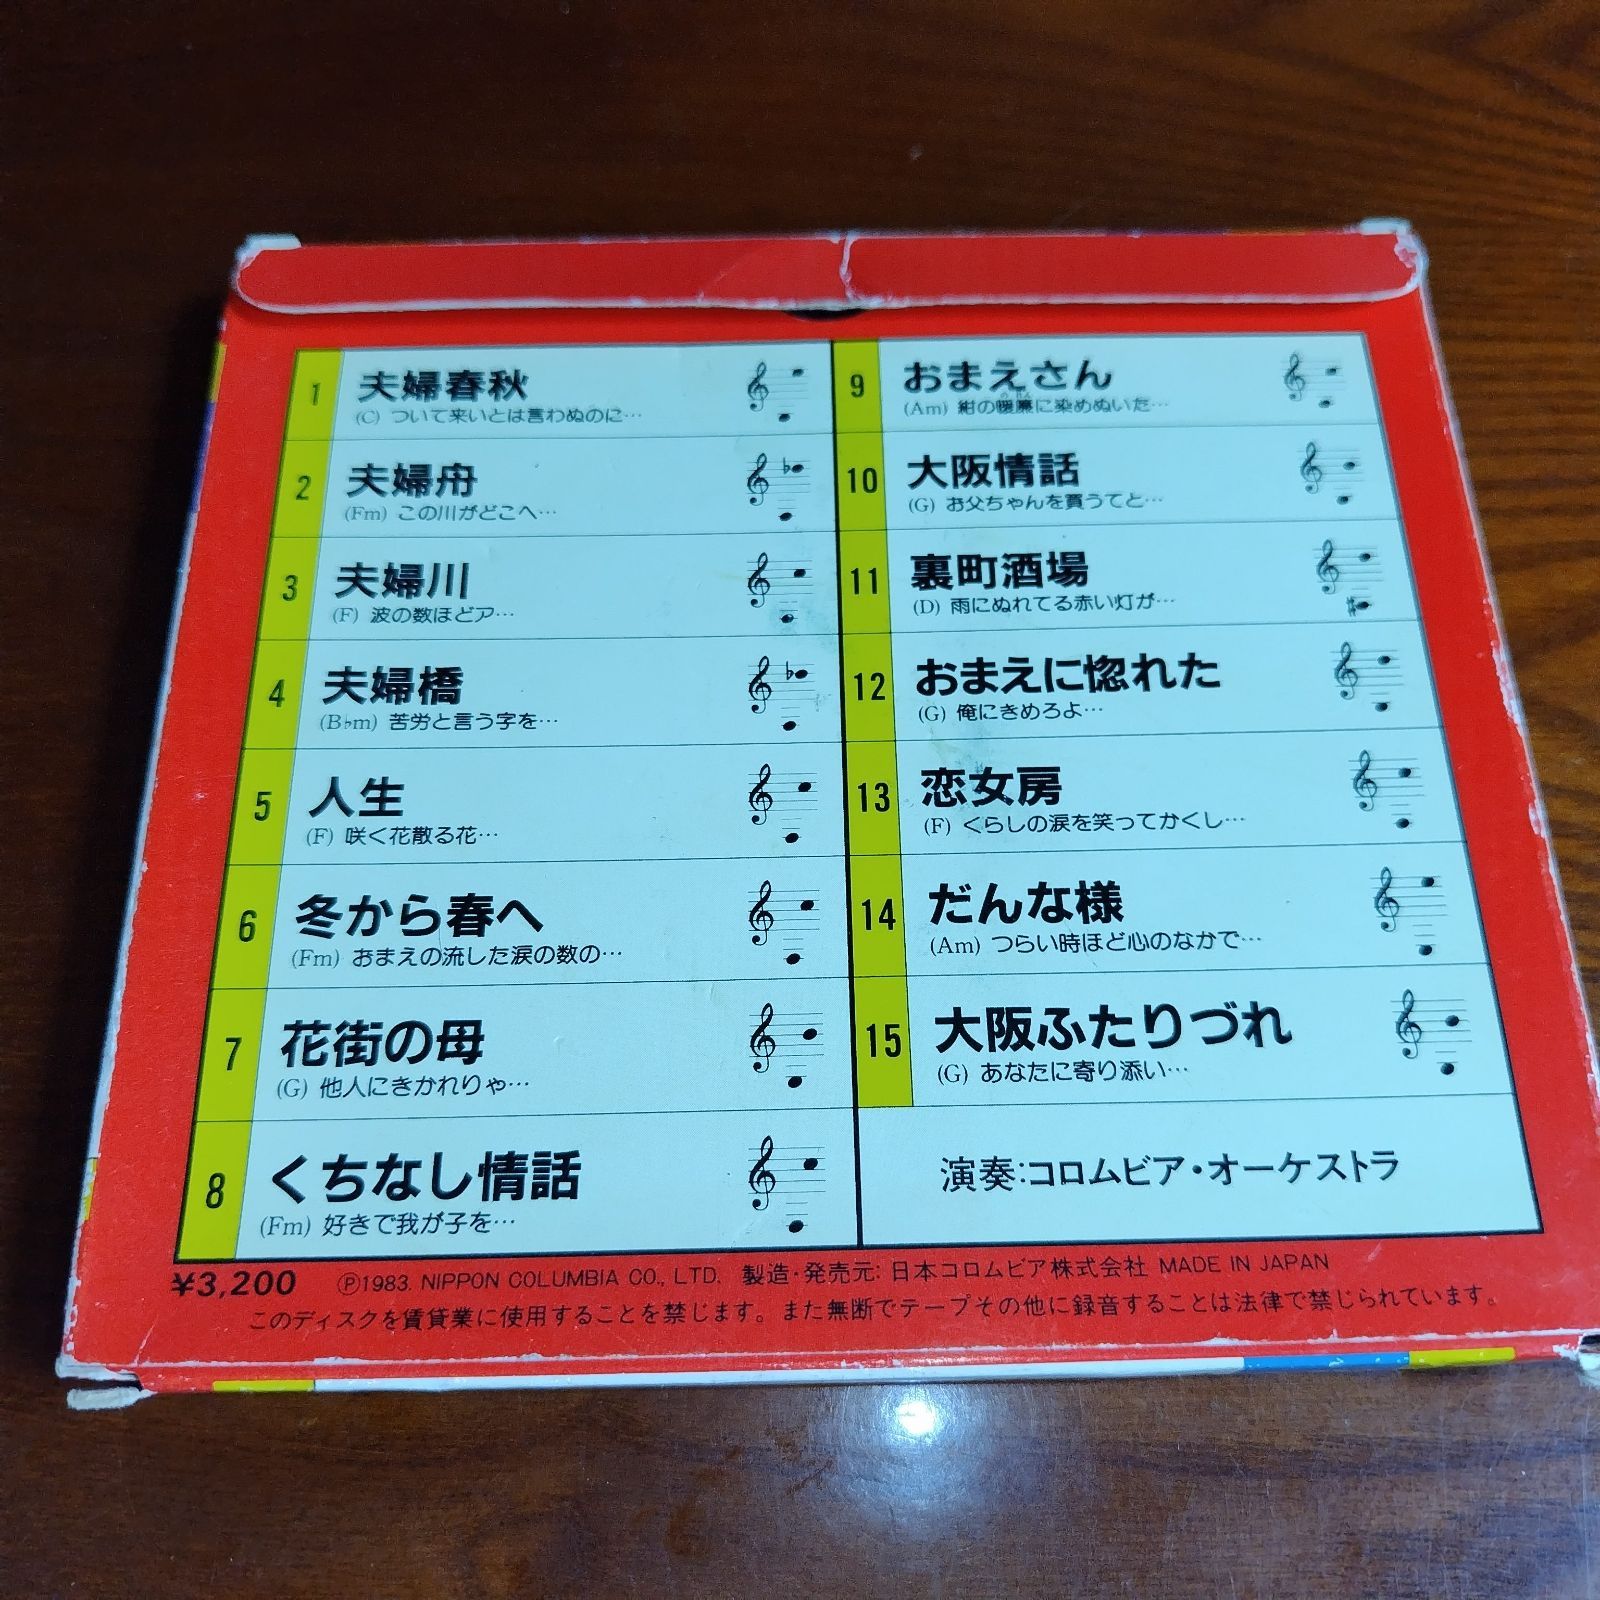 1
夫婦春秋
(C) ついて来いとは言わぬのに…
2
夫婦舟
(Fm) この川がどこへ…
3
夫婦川
(F) 波の数ほどア…
4
夫婦橋
(B♭m) 苦労と言う字を…
5
人生
(F) 咲く花散る花…
6
冬から春へ
(Fm) おまえの流した涙の数の…
7
花街の母
(G) 他人にきかれりゃ…
8
くちなし情話
(Fm) 好きで我が子を…
9
おまえさん
(Am) 紺の暖簾に染めぬいた…
10
大阪情話
(G) お父ちゃんを買うてと…
11
裏町酒場
(D) 雨にぬれてる赤い灯が…
12
おまえに惚れた
(G) 俺にきめろよ…
13
恋女房
(F) くらしの涙を笑ってかくし…
14
だんな様
(Am) つらい時ほど心のなかで…
15
大阪ふたりづれ
(G) あなたに寄り添い…
演奏:コロムビア・オーケストラ
¥3,200 Ⓟ1983. NIPPON COLUMBIA CO., LTD. 製造・発売元: 日本コロムビア株式会社 MADE IN JAPAN
このディスクを賃貸業に使用することを禁じます。また無断でテープその他に録音することは法律で禁じられています。